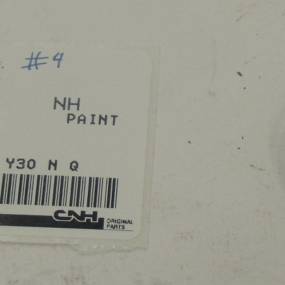 #4
NH
PAINT
Y30 N Q
CNH ORIGINAL
PARTS